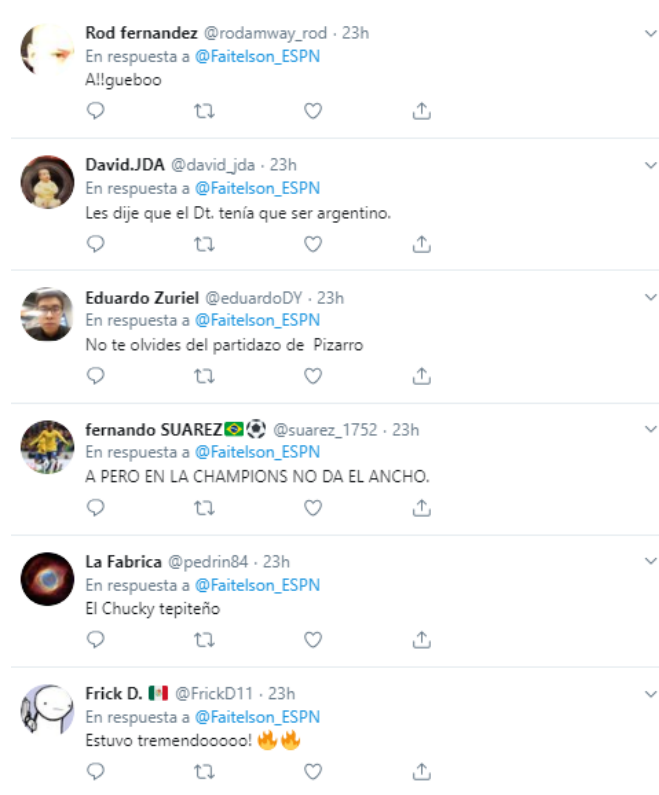 Rod fernandez @rodamway_rod · 23h
En respuesta a @Faitelson_ESPN
A!!gueboo
David.JDA @david_jda · 23h
En respuesta a @Faitelson_ESPN
Les dije que el Dt. tenía que ser argentino.
Eduardo Zuriel @eduardoDY · 23h
En respuesta a @Faitelson_ESPN
No te olvides del partidazo de Pizarro
fernando SUAREZ🇧🇷⚽ @suarez_1752 · 23h
En respuesta a @Faitelson_ESPN
A PERO EN LA CHAMPIONS NO DA EL ANCHO.
La Fabrica @pedrin84 · 23h
En respuesta a @Faitelson_ESPN
El Chucky tepiteño
Frick D. 🇲🇽 @FrickD11 · 23h
En respuesta a @Faitelson_ESPN
Estuvo tremendooooo! 🔥🔥